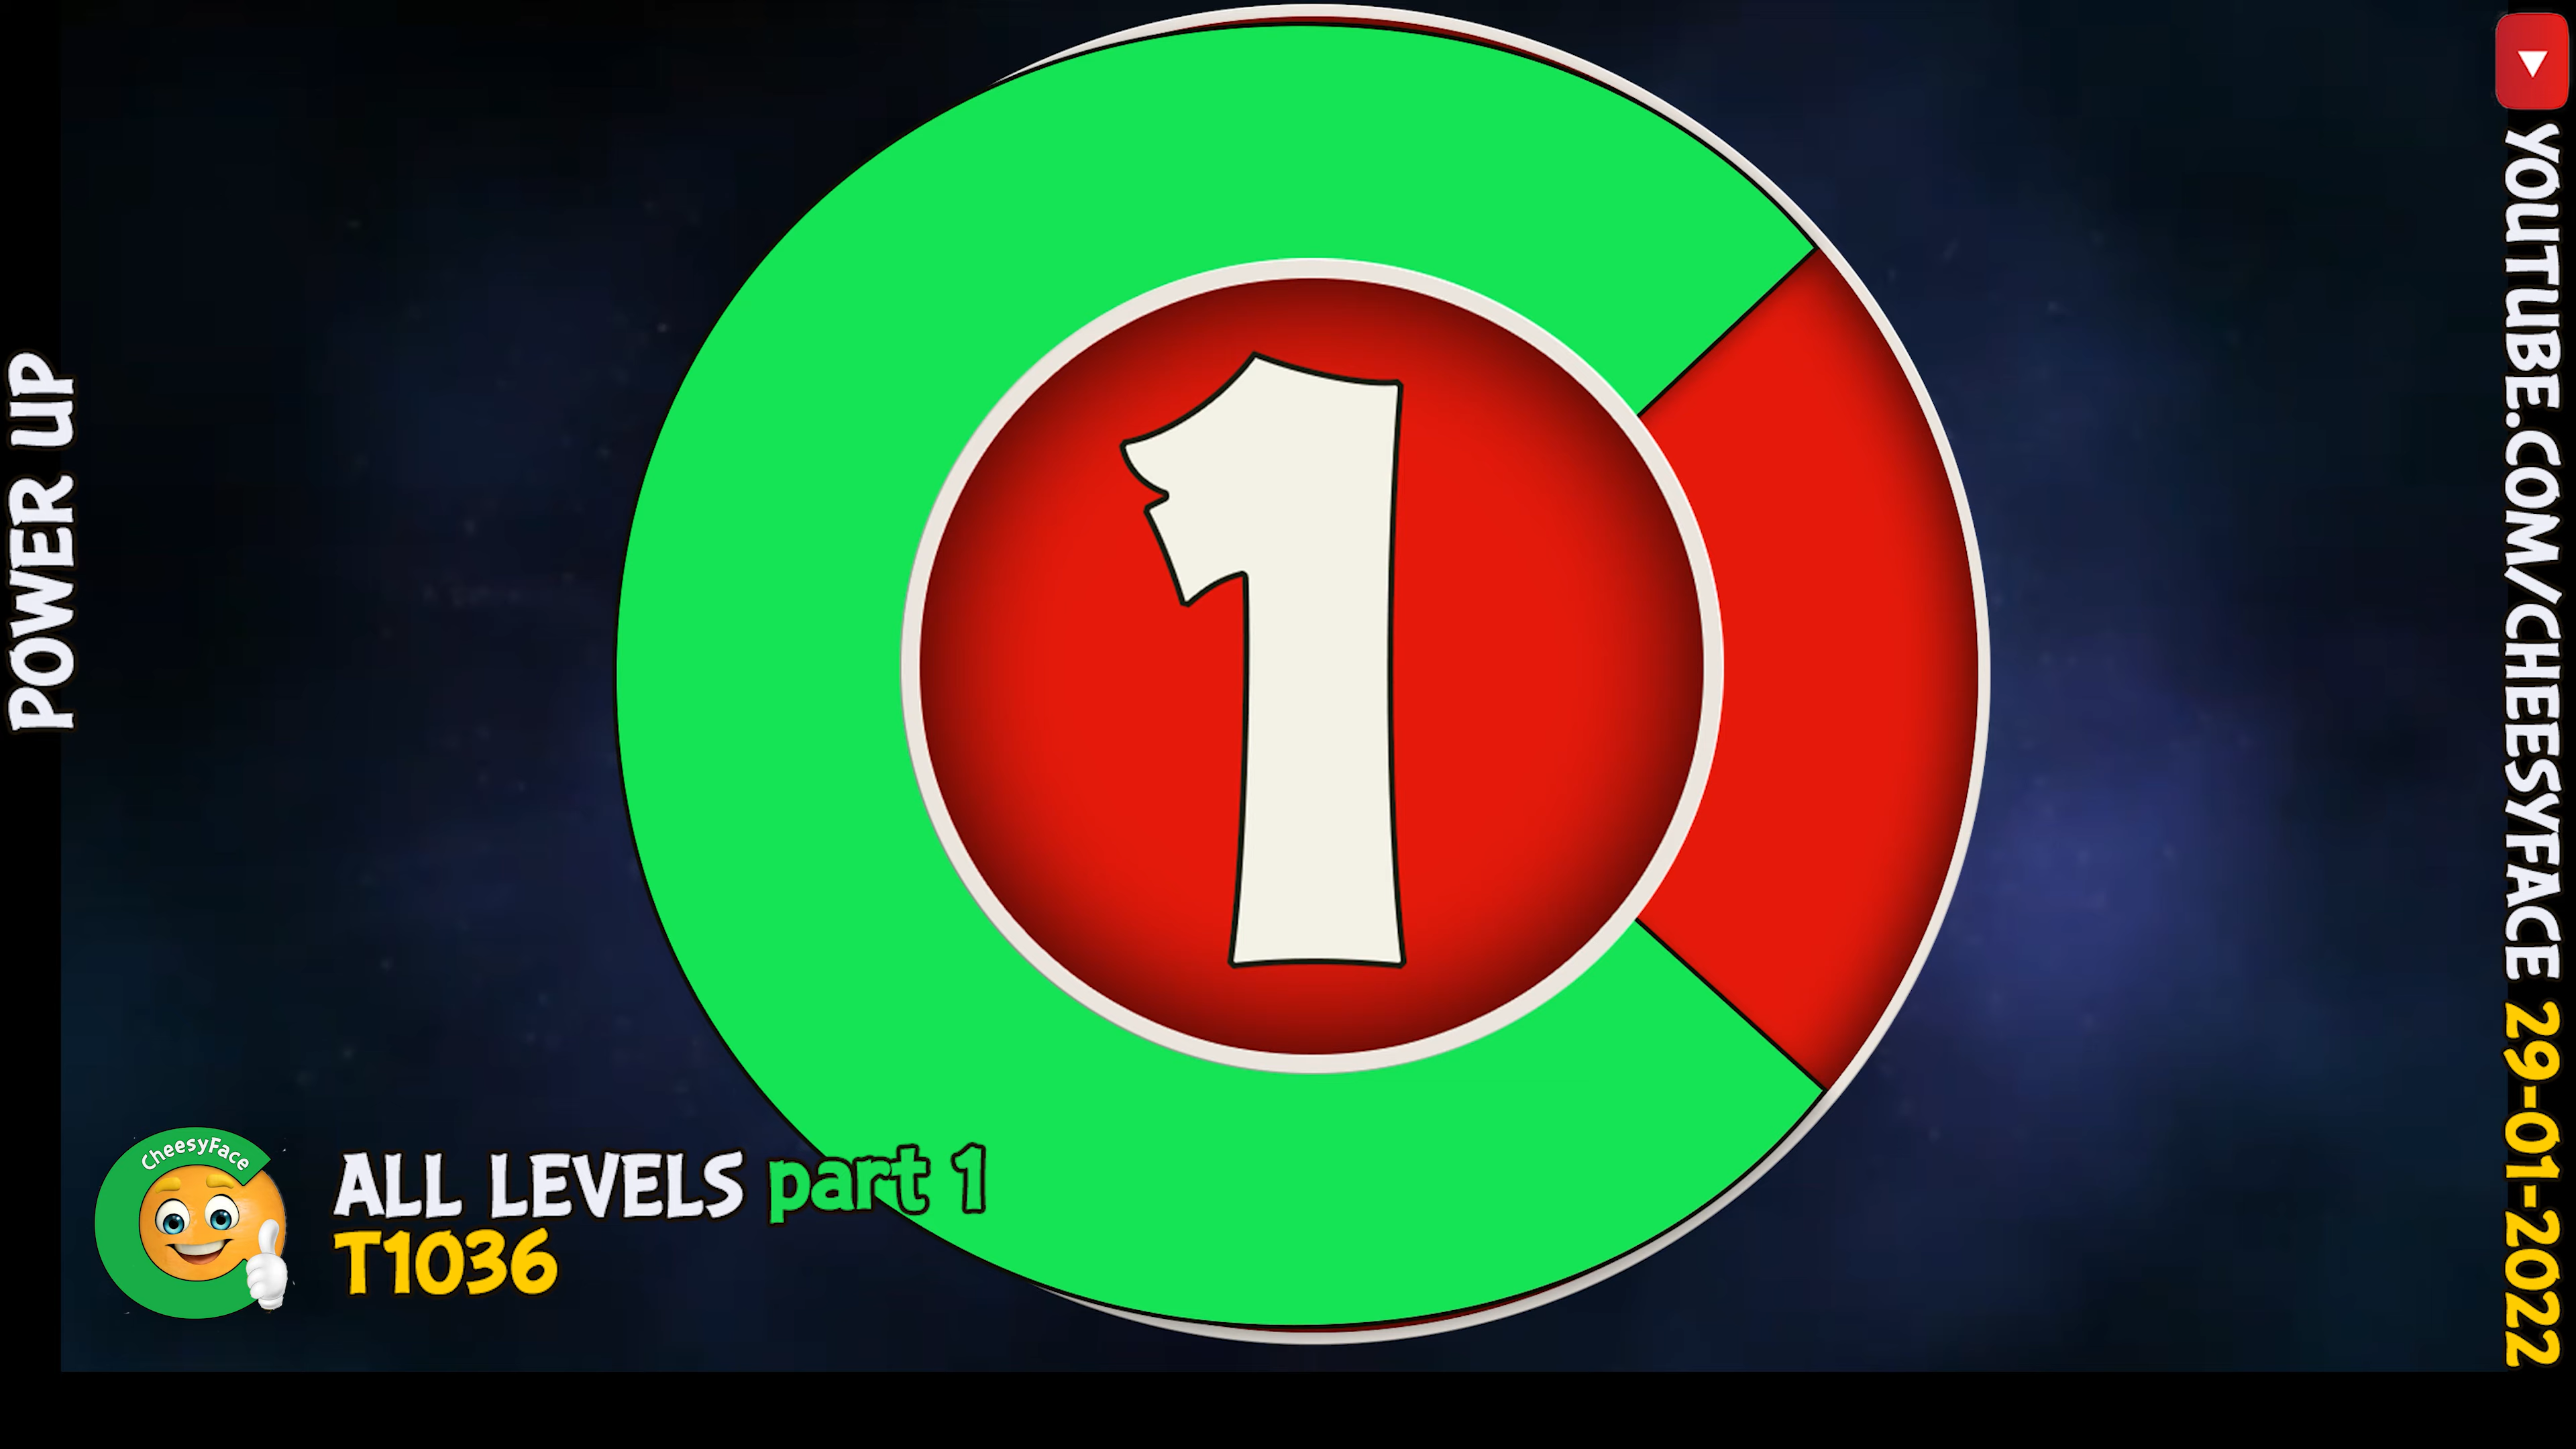 POWER UP
1
CheesyFace
ALL LEVELS part 1
T1036
YOUTUBE.COM/CHEESYFACE 29-01-2022